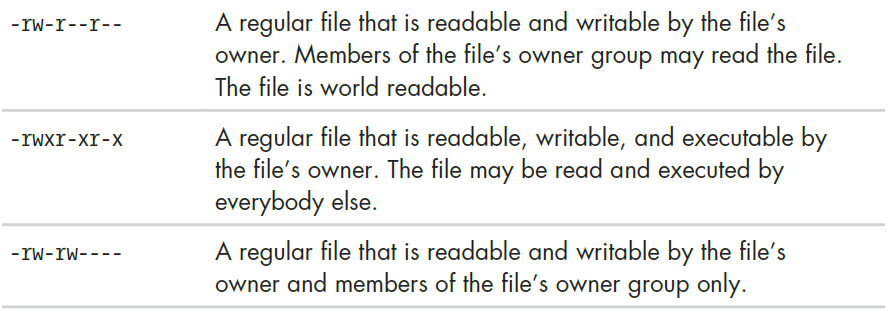 -rw-r--r-- A regular file that is readable and writable by the file’s
owner. Members of the file’s owner group may read the file.
The file is world readable.
-rwxr-xr-x A regular file that is readable, writable, and executable by
the file’s owner. The file may be read and executed by
everybody else.
-rw-rw---- A regular file that is readable and writable by the file’s
owner and members of the file’s owner group only.